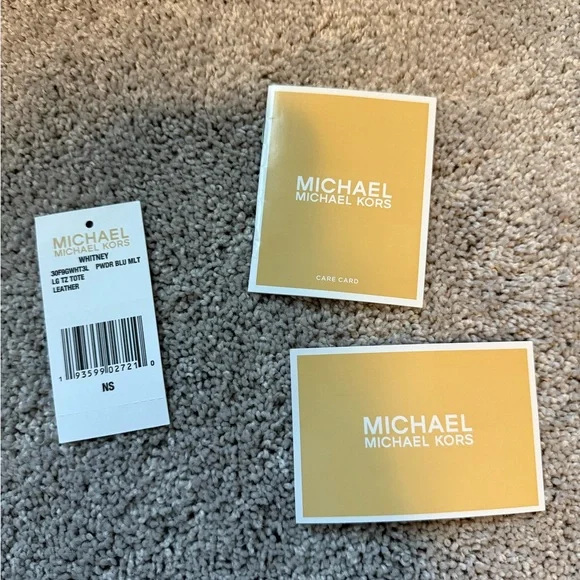 MICHAEL
MICHAEL KORS
WHITNEY
30F9GWHT3L PWDR BLU MLT
LG TZ TOTE
LEATHER
1 93599 02721 0
NS
MICHAEL
MICHAEL KORS
CARE CARD
MICHAEL
MICHAEL KORS